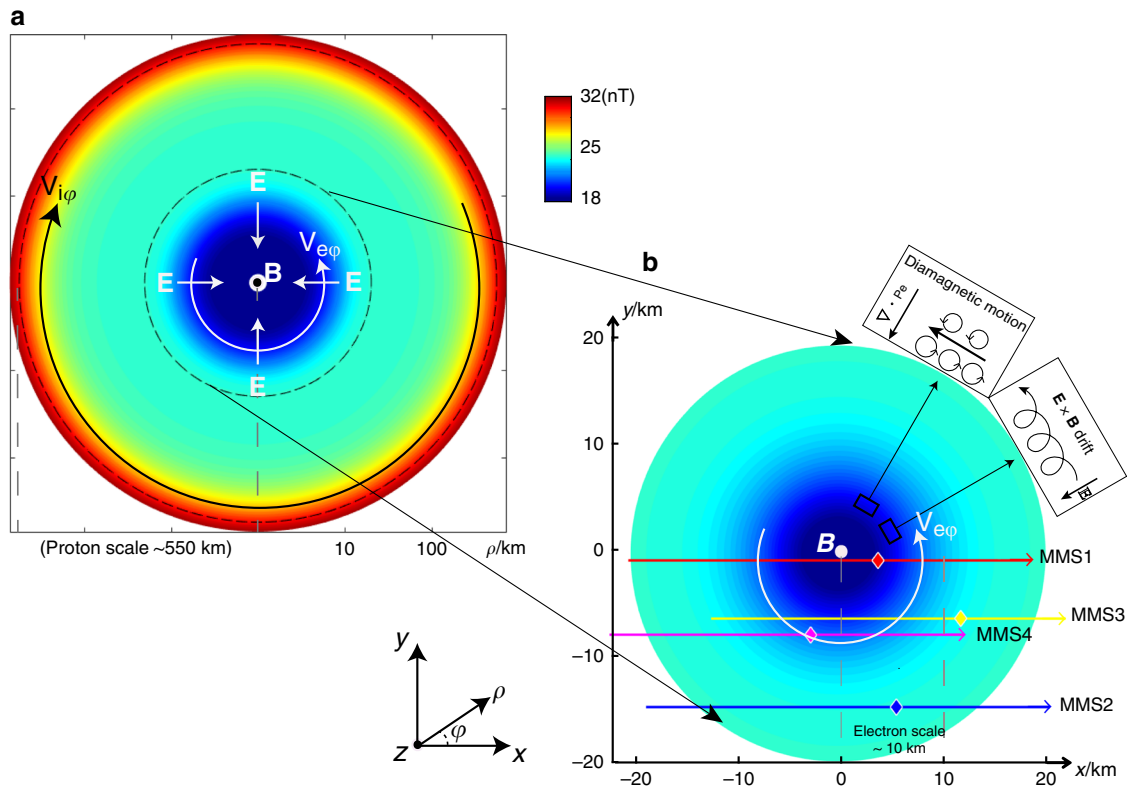 a
32(nT)
25
18
V_iφ
E
V_eφ
E
B
E
E
(Proton scale ~550 km)
10
100
ρ/km
b
y/km
20
10
0
−10
−20
Diamagnetic motion
∇ · Pe
E × B drift
E
V_eφ
B
MMS1
MMS3
MMS4
MMS2
Electron scale
~ 10 km
−20
−10
0
10
20
x/km
y
ρ
φ
z
x